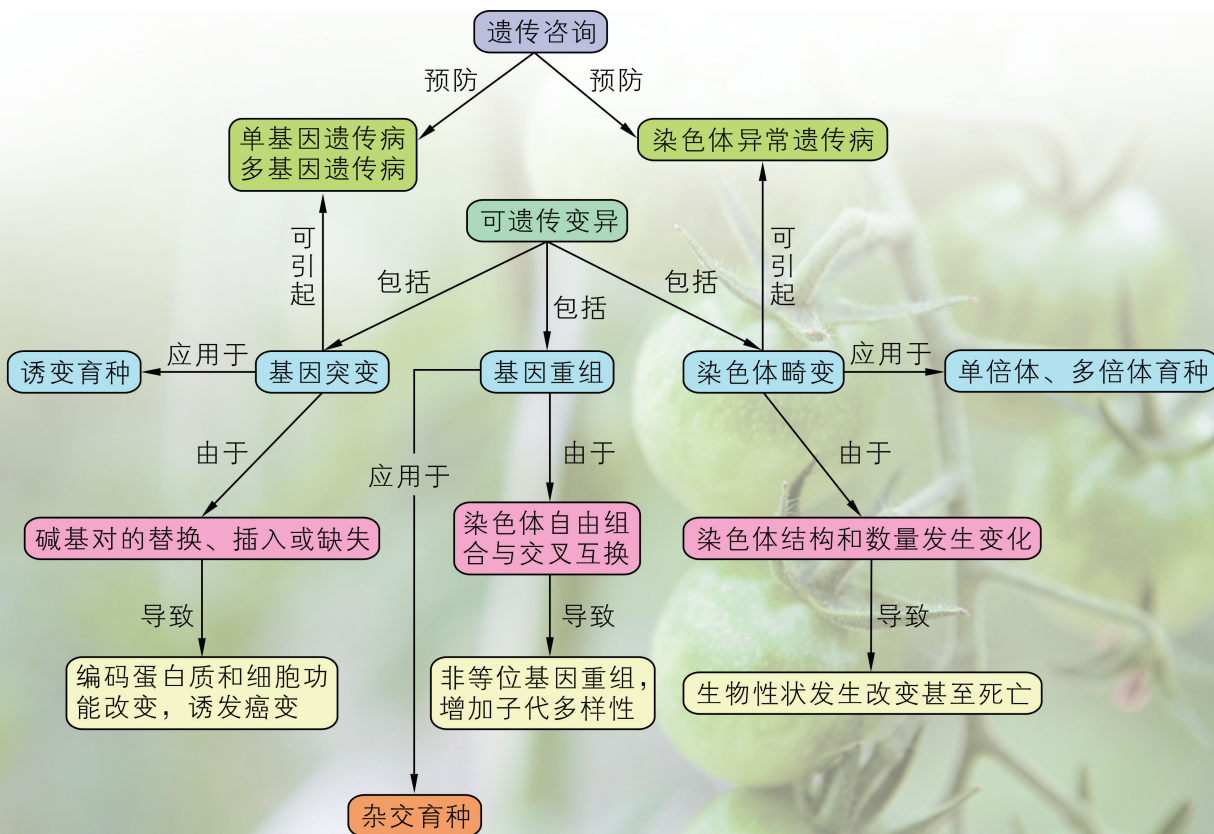 遗传咨询
预防
预防
单基因遗传病
多基因遗传病
染色体异常遗传病
可遗传变异
可引起
可引起
包括
包括
包括
诱变育种
应用于
基因突变
基因重组
染色体畸变
应用于
单倍体、多倍体育种
由于
应用于
由于
由于
碱基对的替换、插入或缺失
染色体自由组
合与交叉互换
染色体结构和数量发生变化
导致
导致
导致
编码蛋白质和细胞功
能改变，诱发癌变
非等位基因重组，
增加子代多样性
生物性状发生改变甚至死亡
杂交育种